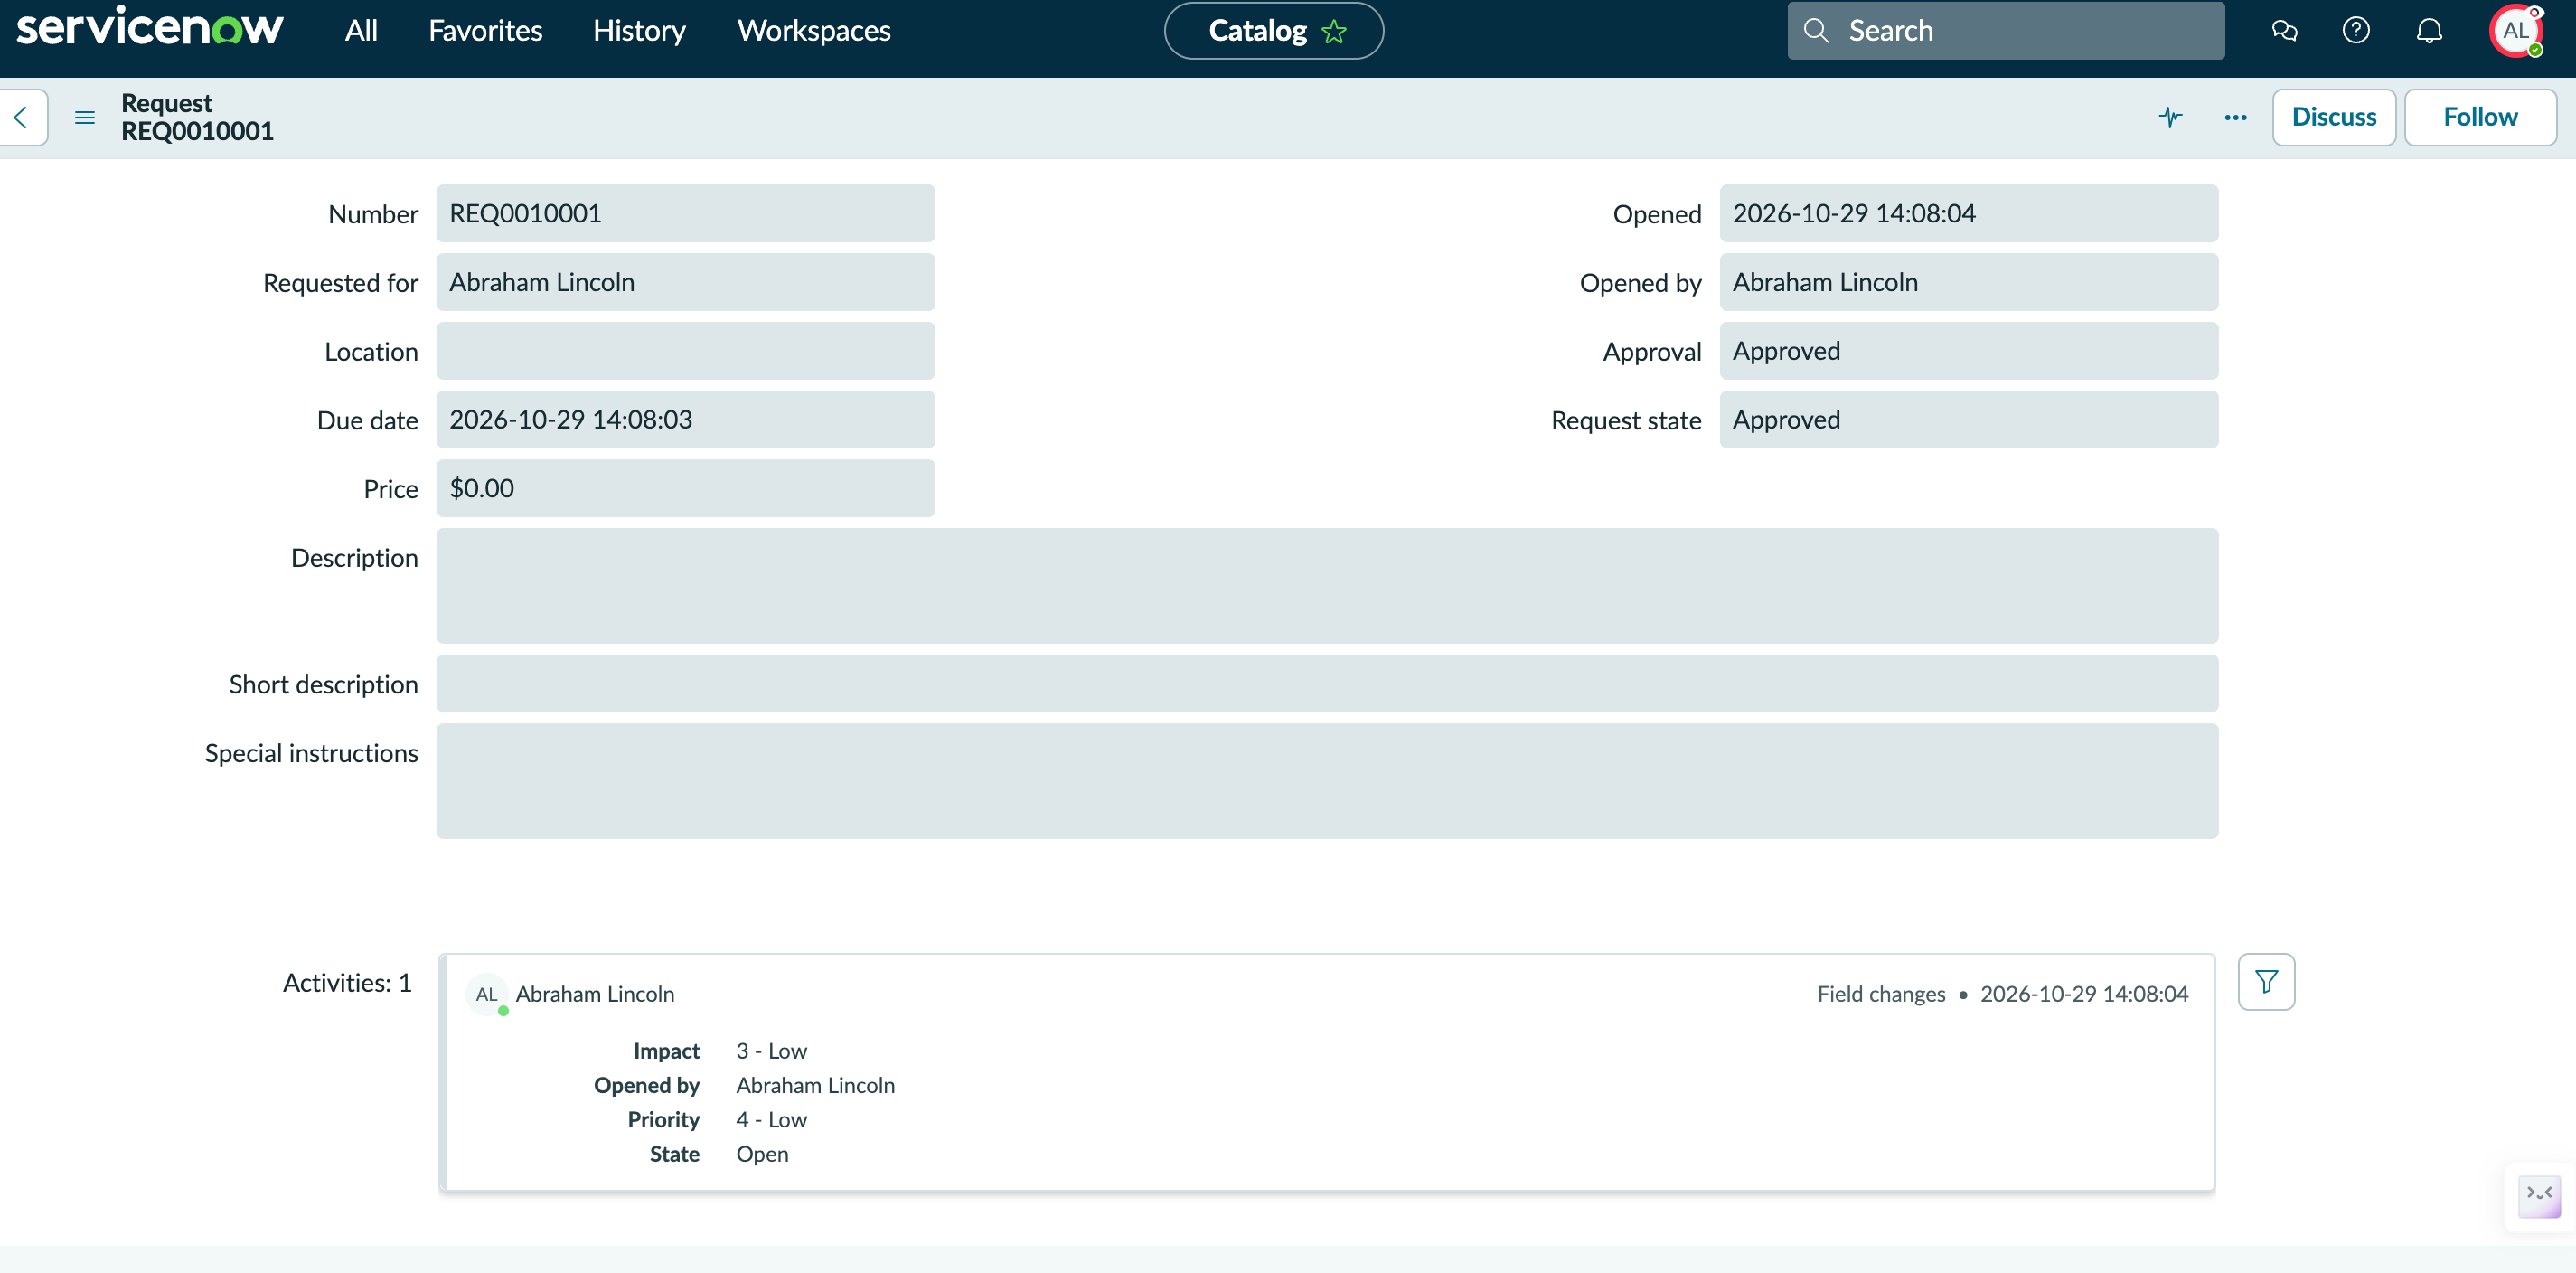 servicenow All Favorites History Workspaces Catalog Search AL
Request
REQ0010001
Discuss Follow
Number REQ0010001 Opened 2026-10-29 14:08:04
Requested for Abraham Lincoln Opened by Abraham Lincoln
Location Approval Approved
Due date 2026-10-29 14:08:03 Request state Approved
Price $0.00
Description
Short description
Special instructions
Activities: 1 AL Abraham Lincoln Field changes • 2026-10-29 14:08:04
Impact 3 - Low
Opened by Abraham Lincoln
Priority 4 - Low
State Open